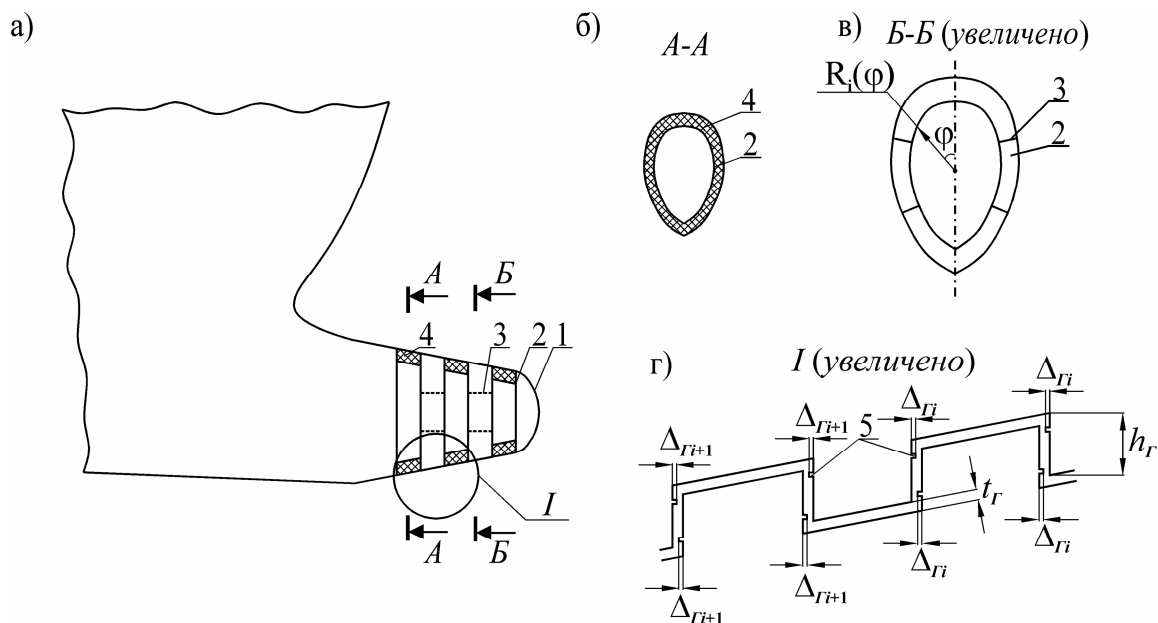 а)
А
Б
4
3
2
1
I
А
Б
б)
А-А
4
2
в)
Б-Б (увеличено)
Rᵢ(φ)
φ
3
2
г)
I (увеличено)
Δ_Гi
Δ_Гi
Δ_Гi+1
5
Δ_Гi+1
h_Г
t_Г
Δ_Гi
Δ_Гi
Δ_Гi+1
Δ_Гi+1